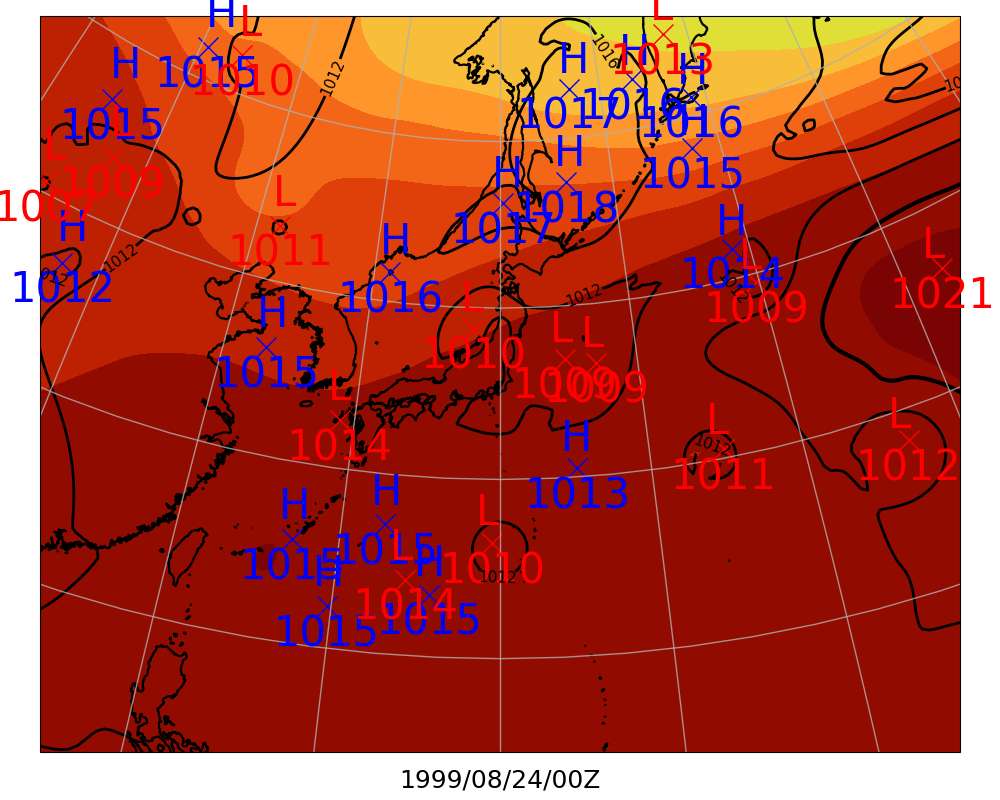 H L L
1015 1010 1013
H H H H
1015 1017 1016 1016
L 1009 H H 1015
1007 L 1017 1018
H 1011 H H L
1012 1016 1014 1009 L
H 1015 L L L 1021
1010 1009 1009
L L L
1014 H 1011 1012
1013
H H L
1015 1015 1010
H L H
1015 1014 1015
1012
1012
1016
1012
1012
1012
1012
1999/08/24/00Z